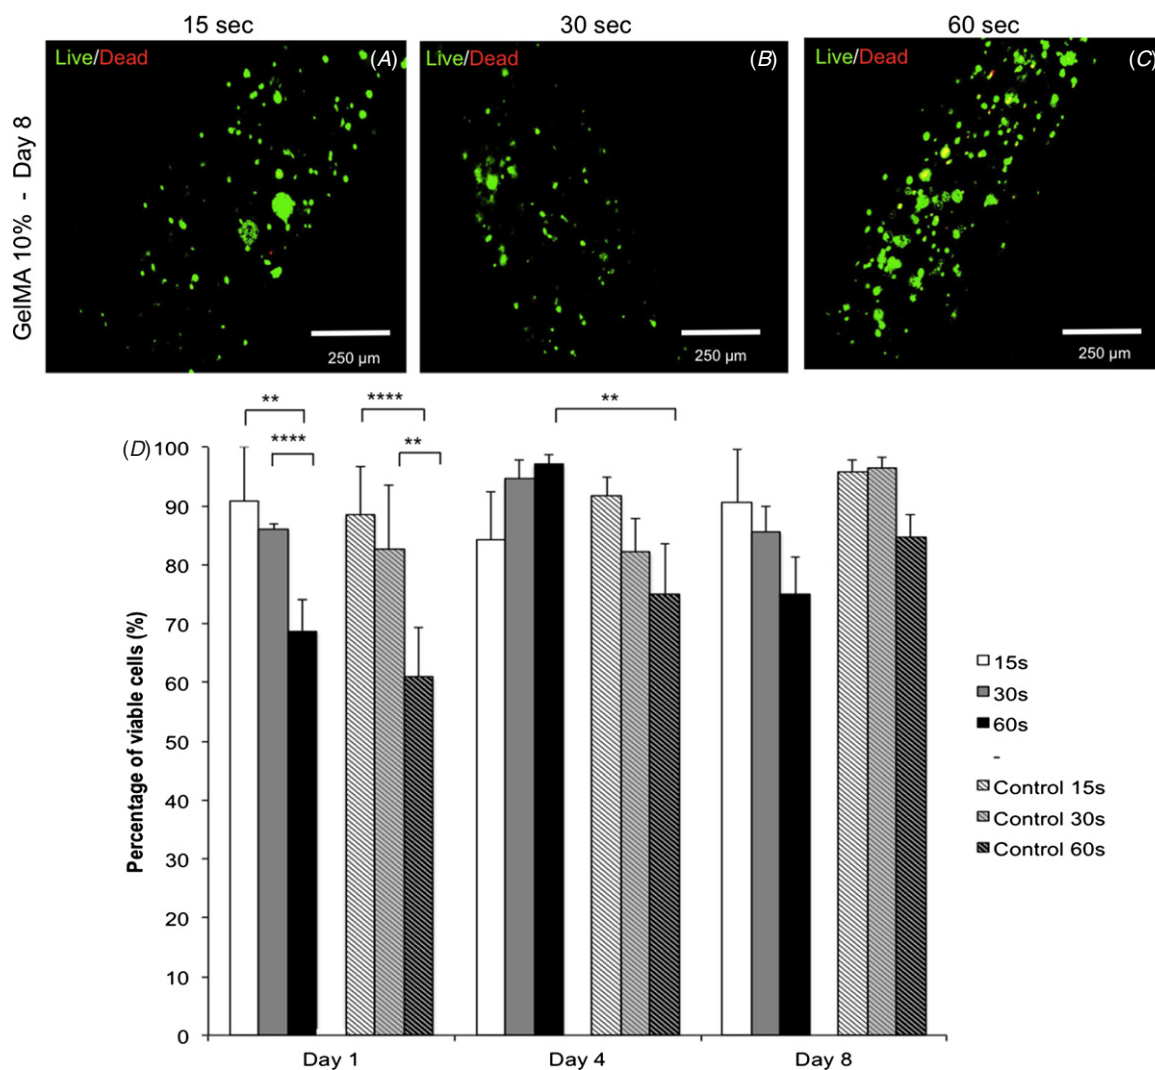 15 sec
30 sec
60 sec
GelMA 10% - Day 8
Live/Dead
(A)
250 µm
Live/Dead
(B)
250 µm
Live/Dead
(C)
250 µm
(D)
**
****
****
**
**
Percentage of viable cells (%)
100
90
80
70
60
50
40
30
20
10
0
Day 1
Day 4
Day 8
15s
30s
60s
-
Control 15s
Control 30s
Control 60s